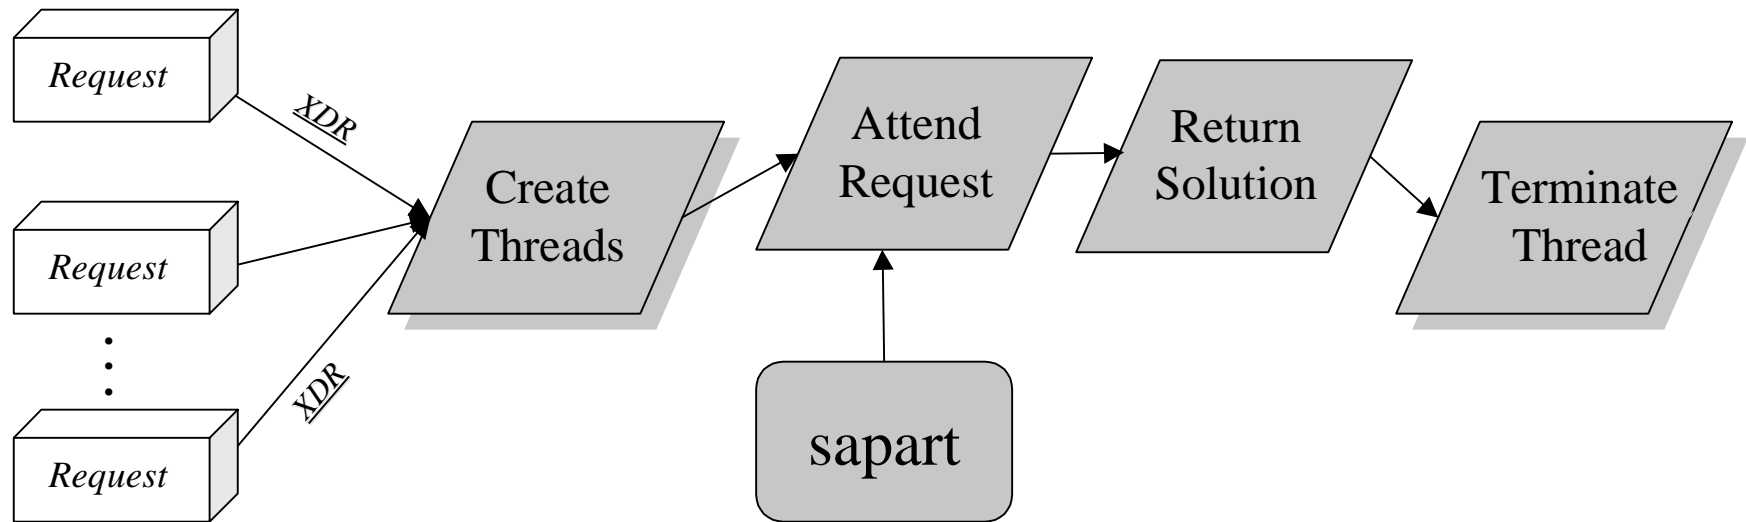 Request
XDR
Request
XDR
Request
Create
Threads
Attend
Request
sapart
Return
Solution
Terminate
Thread